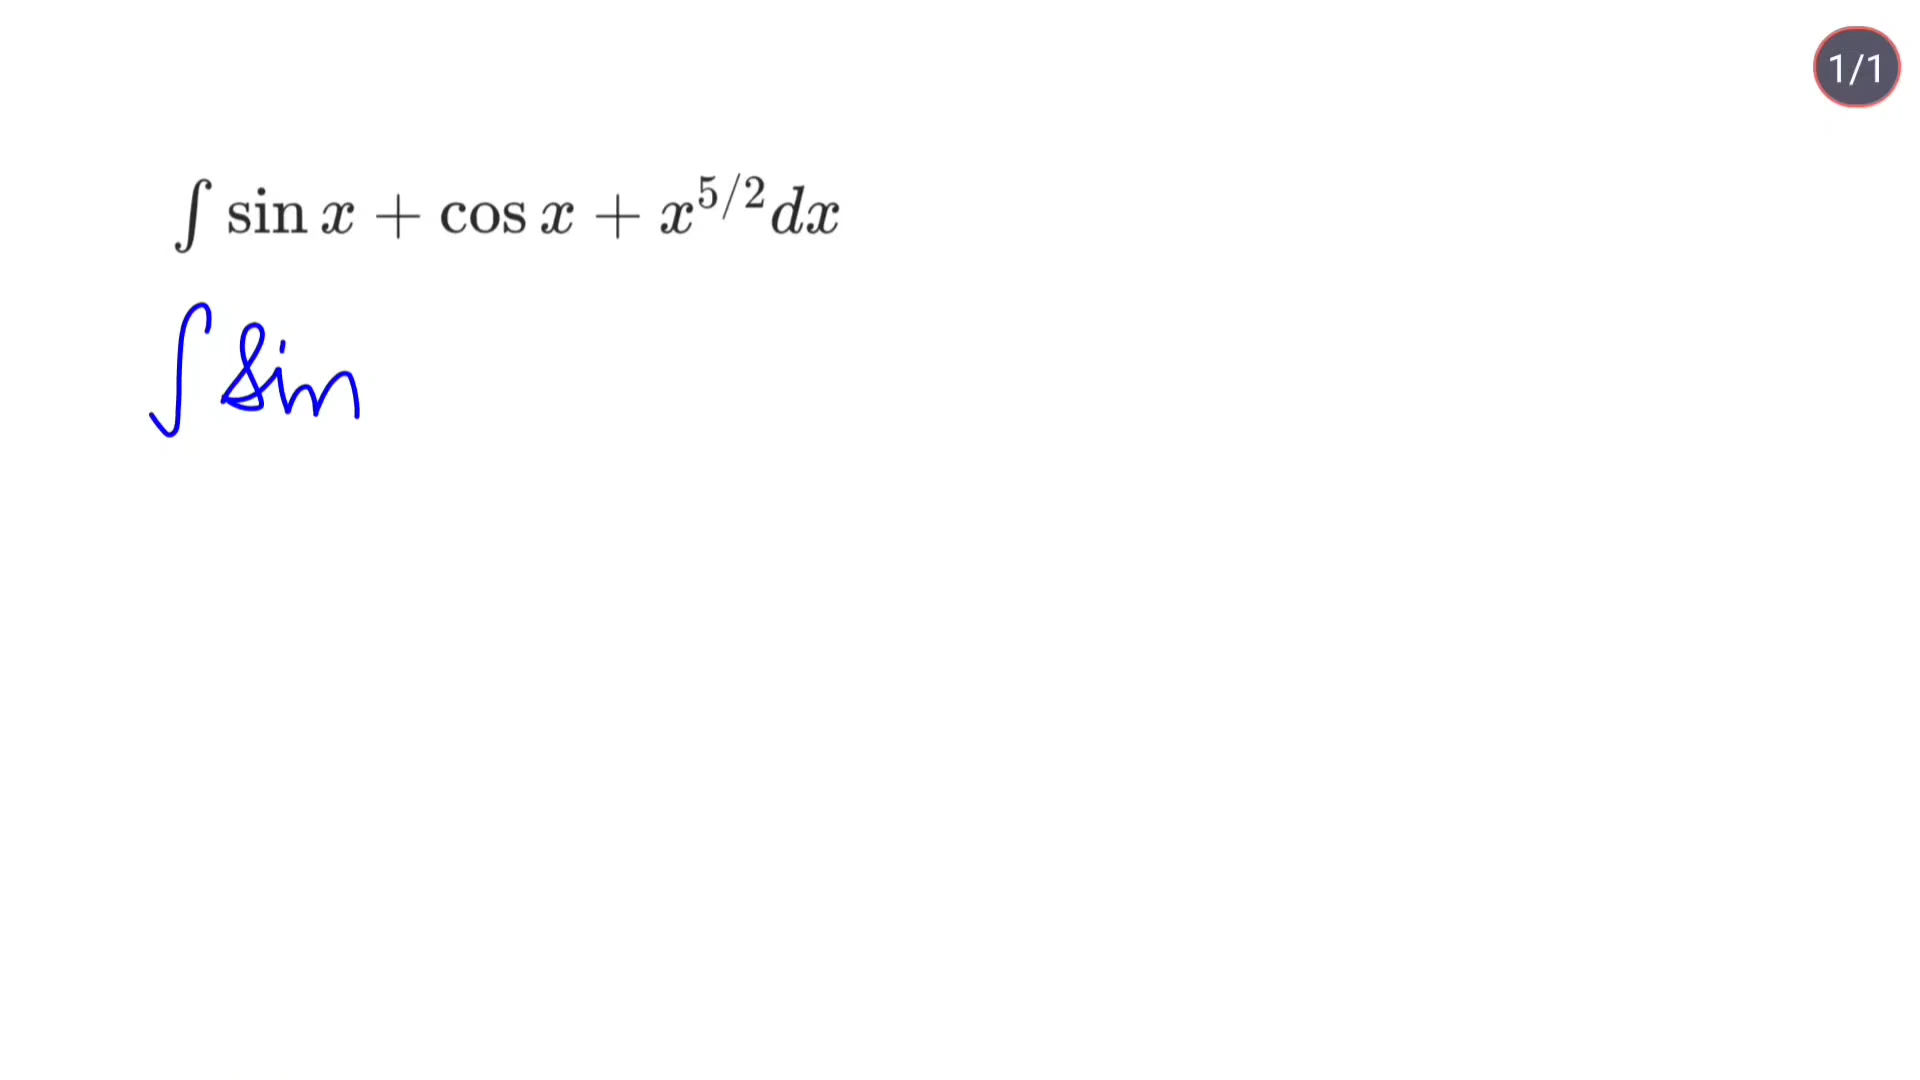 1/1
∫ sin x + cos x + x^{5/2} dx
∫ sin